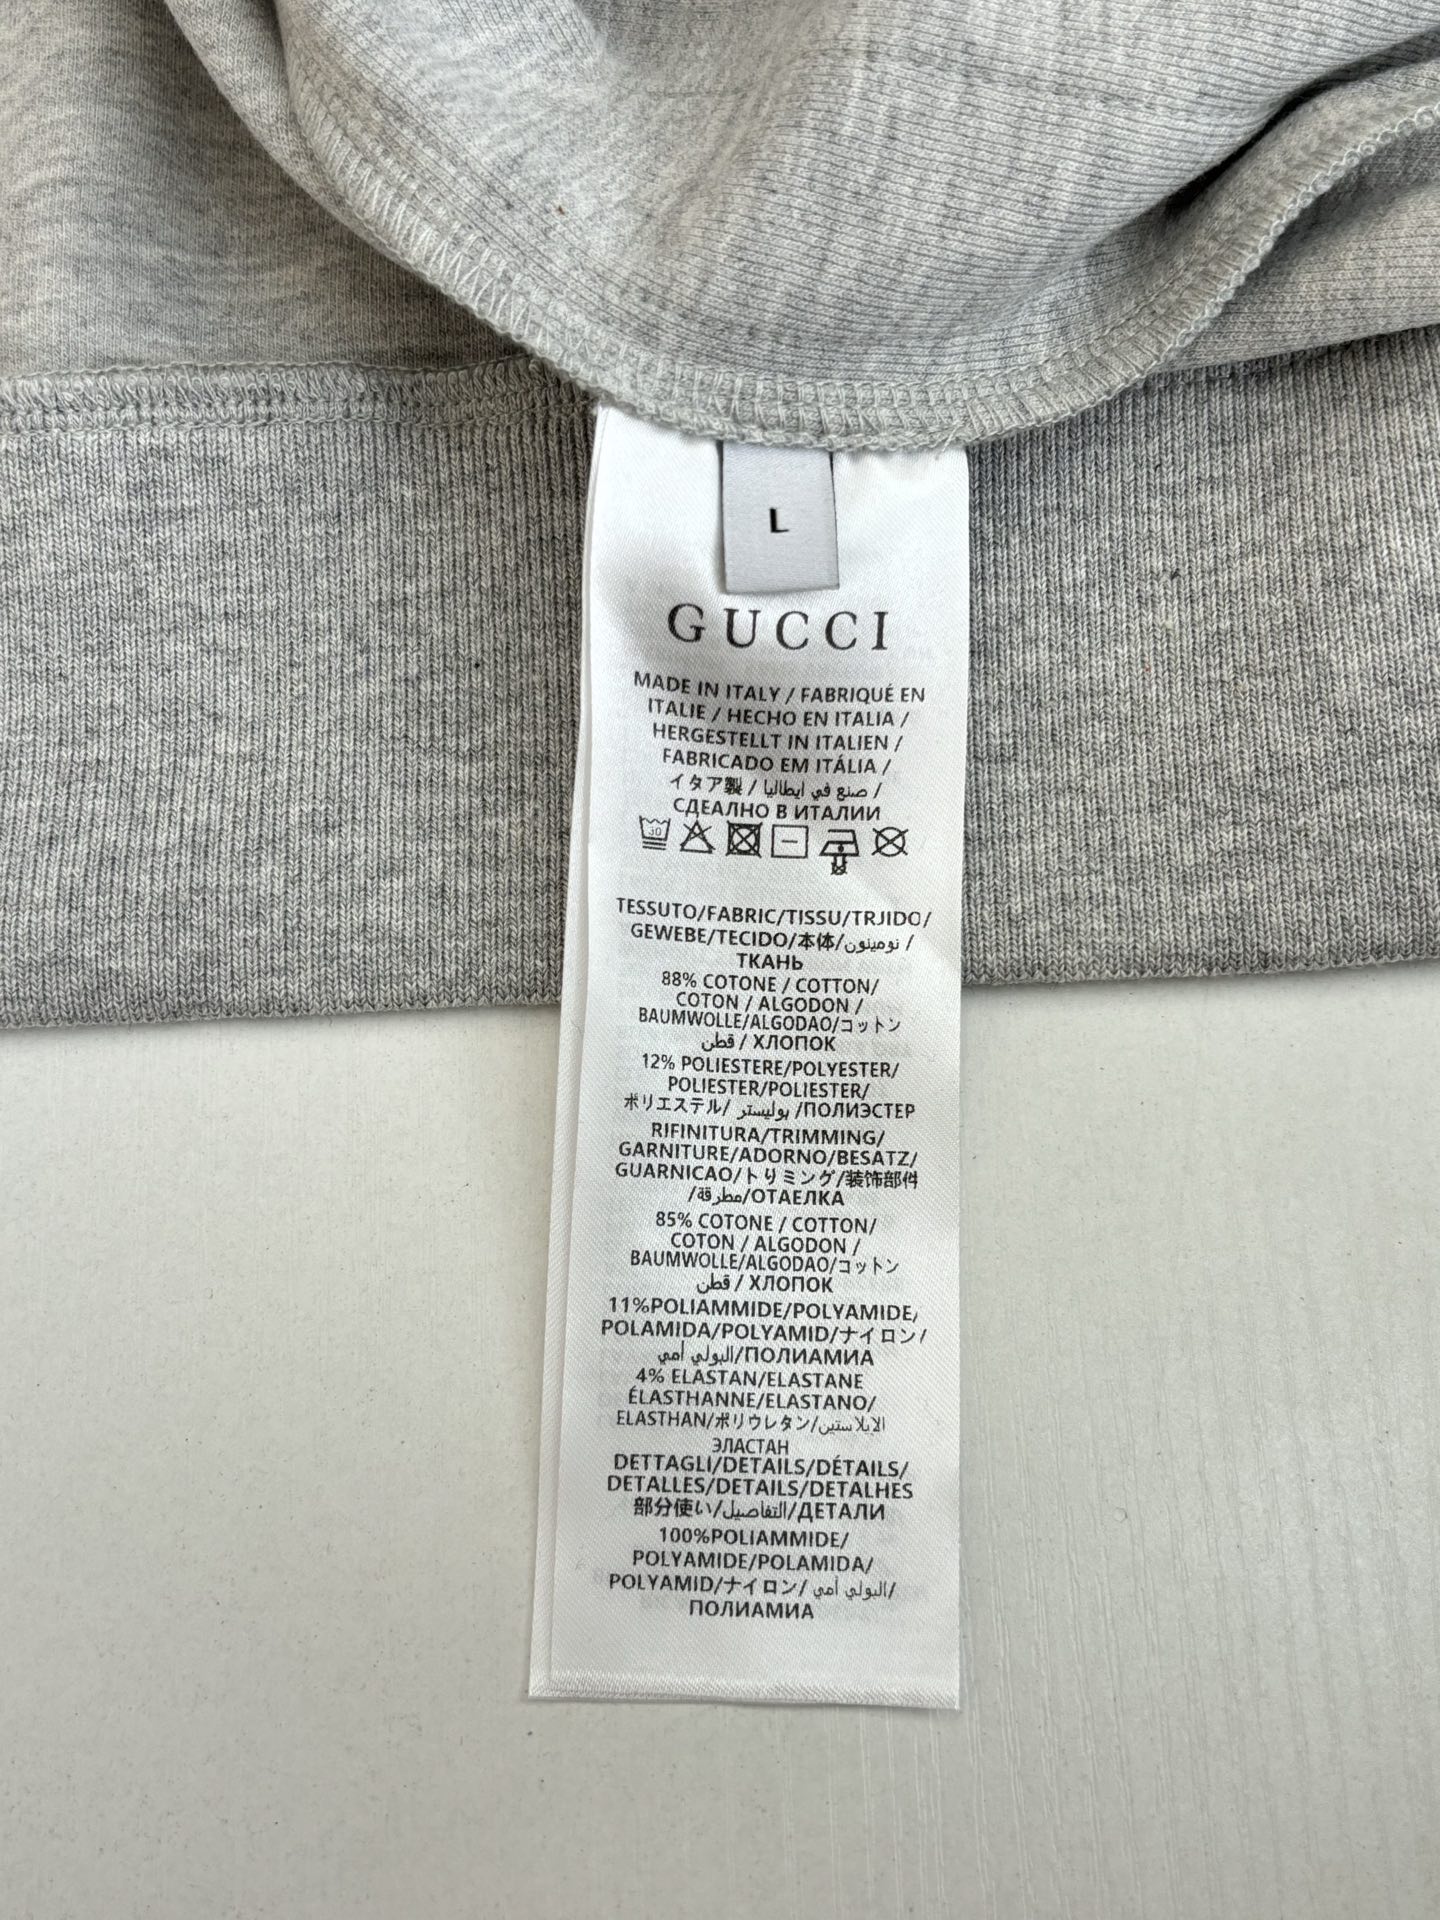 L
GUCCI
MADE IN ITALY / FABRIQUÉ EN
ITALIE / HECHO EN ITALIA /
HERGESTELLT IN ITALIEN /
FABRICADO EM ITÁLIA /
イタア製 / صنع في ايطاليا /
СДЕАЛНО В ИТАЛИИ
30
TESSUTO/FABRIC/TISSU/TRJIDO/
GEWEBE/TECIDO/本体/نومينون /
ТКАНЬ
88% COTONE / COTTON/
COTON / ALGODON /
BAUMWOLLE/ALGODAO/コットン
قطن / ХЛОПОК
12% POLIESTERE/POLYESTER/
POLIESTER/POLIESTER/
ポリエステル/ بوليستر /ПОЛИЭСТЕР
RIFINITURA/TRIMMING/
GARNITURE/ADORNO/BESATZ/
GUARNICAO/トリミング/装饰部件
/مطرقة/ОТАЕЛКА
85% COTONE / COTTON/
COTON / ALGODON /
BAUMWOLLE/ALGODAO/コットン
قطن / ХЛОПОК
11%POLIAMMIDE/POLYAMIDE/
POLAMIDA/POLYAMID/ナイロン/
البولي أمي/ПОЛИАМИА
4% ELASTAN/ELASTANE
ÉLASTHANNE/ELASTANO/
ELASTHAN/ポリウレタン/الايلاستين
ЭЛАСТАН
DETTAGLI/DETAILS/DÉTAILS/
DETALLES/DETAILS/DETALHES
部分使い/التفاصيل/ДЕТАЛИ
100%POLIAMMIDE/
POLYAMIDE/POLAMIDA/
POLYAMID/ナイロン/ البولي أمي/
ПОЛИАМИА